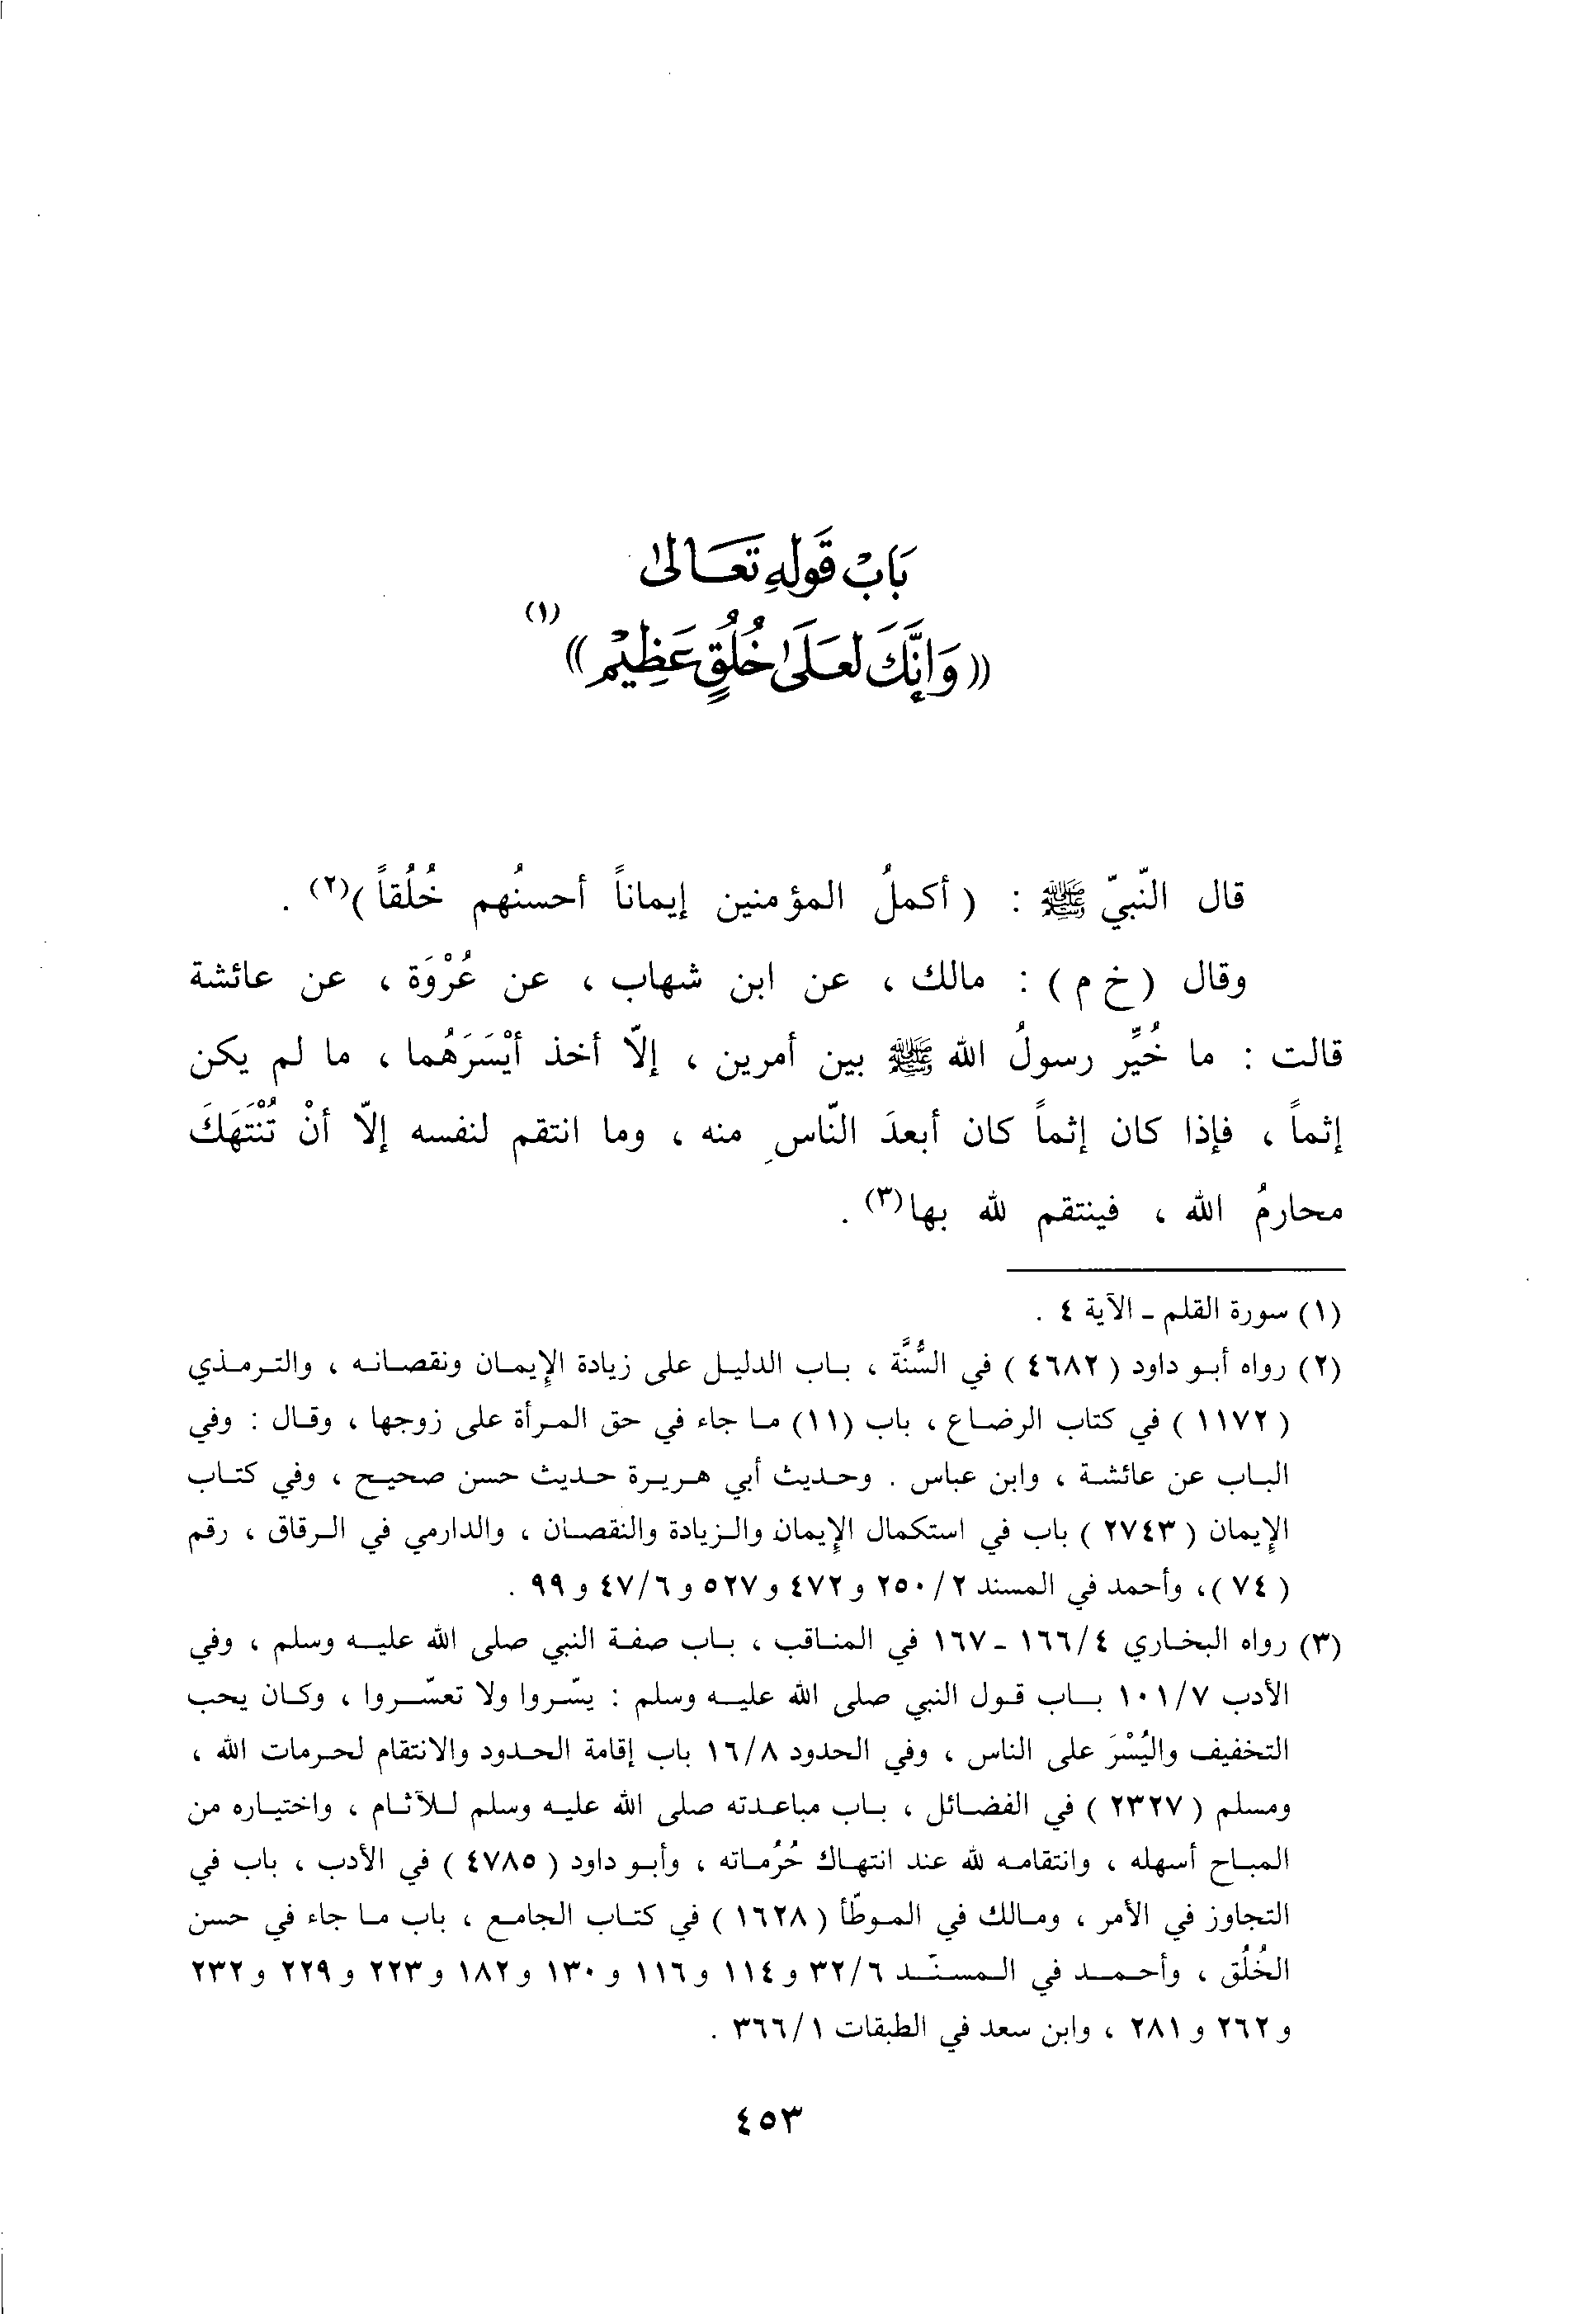 بَابُ قَولِهِ تَعَالىٰ
« وَإِنَّكَ لَعَلَىٰ خُلُقٍ عَظِيمٍ »(١)
قال النّبيّ ﷺ : ( أكملُ المؤمنين إيماناً أحسنُهم خُلُقاً )(٢) .
وقال ( خ م ) : مالك ، عن ابن شهاب ، عن عُرْوَة ، عن عائشة
قالت : ما خُيِّر رسولُ الله ﷺ بين أمرين ، إلاّ أخذ أيْسَرَهُما ، ما لم يكن
إثماً ، فإذا كان إثماً كان أبعدَ النّاسِ منه ، وما انتقم لنفسه إلاّ أنْ تُنْتَهَكَ
محارمُ الله ، فينتقم لله بها(٣) .
(١) سورة القلم - الآية ٤ .
(٢) رواه أبو داود ( ٤٦٨٢ ) في السُّنَّة ، باب الدليل على زيادة الإيمان ونقصانه ، والترمذي
( ١١٧٢ ) في كتاب الرضاع ، باب (١١) ما جاء في حق المرأة على زوجها ، وقال : وفي
الباب عن عائشة ، وابن عباس . وحديث أبي هريرة حديث حسن صحيح ، وفي كتاب
الإيمان ( ٢٧٤٣ ) باب في استكمال الإيمان والزيادة والنقصان ، والدارمي في الرقاق ، رقم
( ٧٤ )، وأحمد في المسند ٢/ ٢٥٠ و ٤٧٢ و ٥٢٧ و ٦/ ٤٧ و ٩٩ .
(٣) رواه البخاري ٤/ ١٦٦ - ١٦٧ في المناقب ، باب صفة النبي صلى الله عليه وسلم ، وفي
الأدب ٧/ ١٠١ باب قول النبي صلى الله عليه وسلم : يسّروا ولا تعسّروا ، وكان يحب
التخفيف واليُسْرَ على الناس ، وفي الحدود ٨/ ١٦ باب إقامة الحدود والانتقام لحرمات الله ،
ومسلم ( ٢٣٢٧ ) في الفضائل ، باب مباعدته صلى الله عليه وسلم للآثام ، واختياره من
المباح أسهله ، وانتقامه لله عند انتهاك حُرُماته ، وأبو داود ( ٤٧٨٥ ) في الأدب ، باب في
التجاوز في الأمر ، ومالك في الموطّأ ( ١٦٢٨ ) في كتاب الجامع ، باب ما جاء في حسن
الخُلُق ، وأحمد في المسند ٦/ ٣٢ و ١١٤ و ١١٦ و ١٣٠ و ١٨٢ و ٢٢٣ و ٢٢٩ و ٢٣٢
و ٢٦٢ و ٢٨١ ، وابن سعد في الطبقات ١/ ٣٦٦ .
٤٥٣